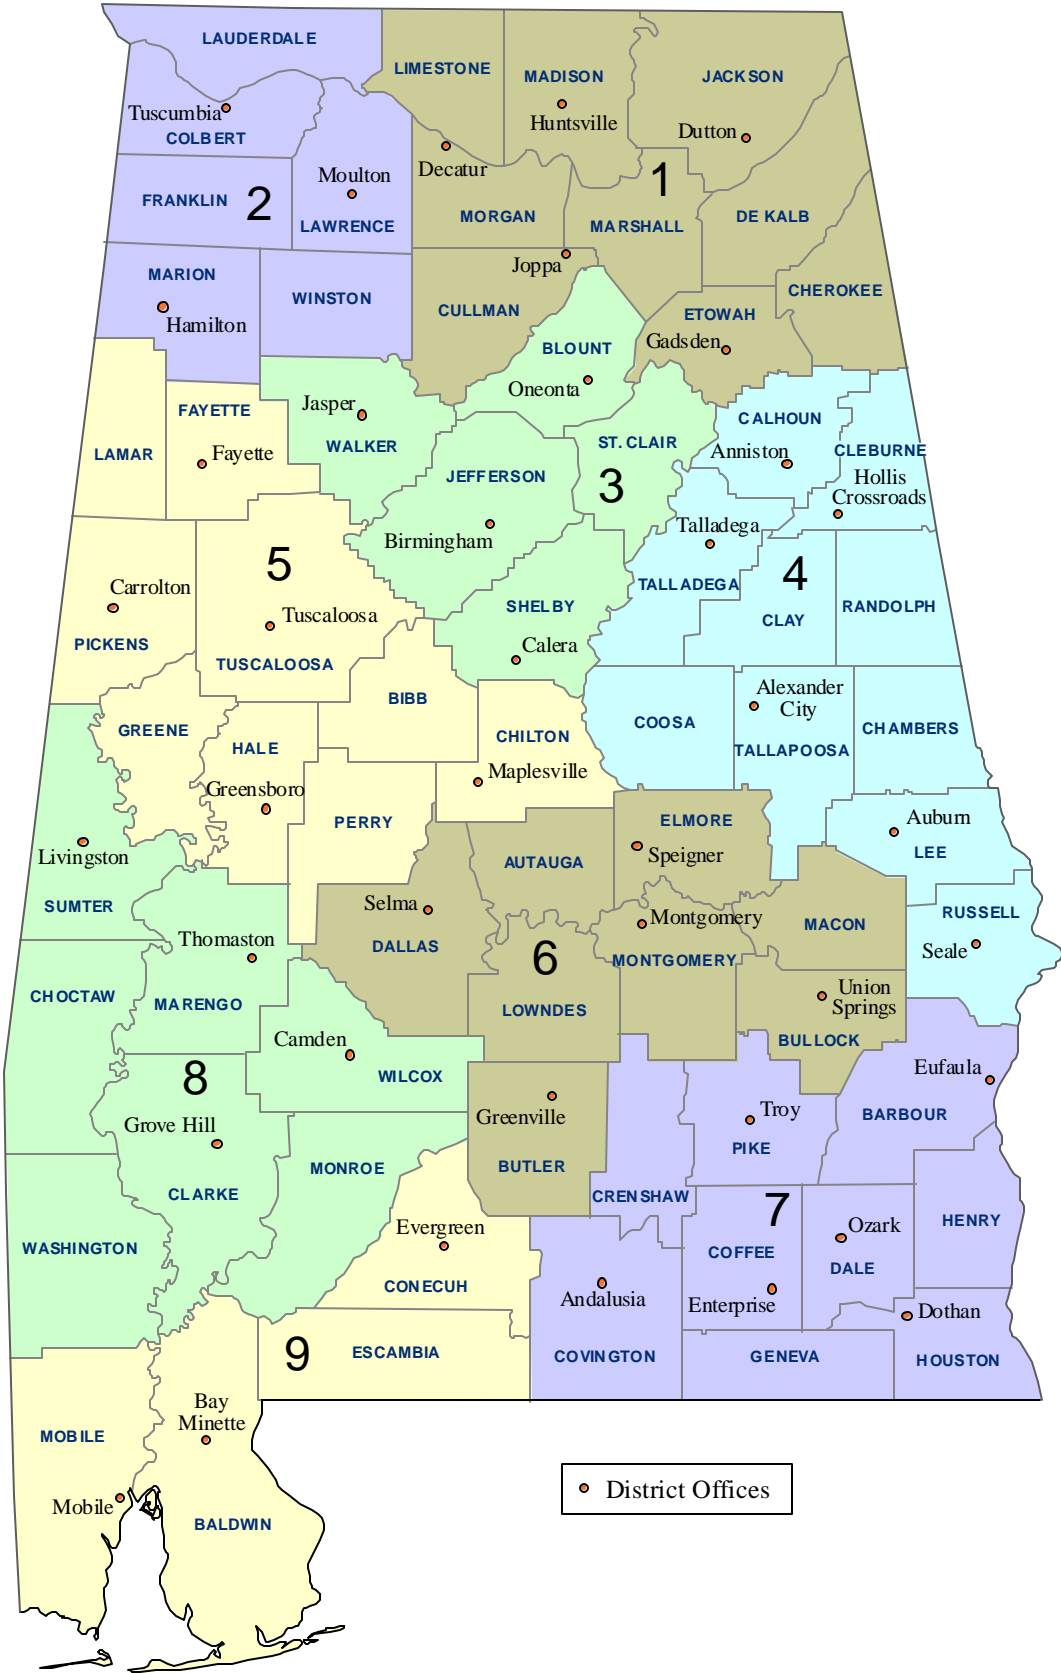 LAUDERDALE
LIMESTONE
MADISON
JACKSON
Tuscumbia
COLBERT
Huntsville
Dutton
Decatur
Moulton
FRANKLIN
2
LAWRENCE
MORGAN
1
MARSHALL
DE KALB
MARION
Hamilton
WINSTON
Joppa
CULLMAN
CHEROKEE
ETOWAH
Gadsden
BLOUNT
Oneonta
FAYETTE
Fayette
LAMAR
Jasper
WALKER
JEFFERSON
ST. CLAIR
3
CALHOUN
Anniston
CLEBURNE
Hollis
Crossroads
Birmingham
Talladega
TALLADEGA
4
CLAY
RANDOLPH
5
Carrolton
PICKENS
Tuscaloosa
TUSCALOOSA
SHELBY
Calera
BIBB
GREENE
HALE
Greensboro
CHILTON
Maplesville
COOSA
Alexander
City
TALLAPOOSA
CHAMBERS
PERRY
AUTAUGA
ELMORE
Speigner
Auburn
LEE
Livingston
SUMTER
Selma
DALLAS
Montgomery
MONTGOMERY
MACON
RUSSELL
Seale
Thomaston
MARENGO
CHOCTAW
6
LOWNDES
Union
Springs
BULLOCK
Camden
WILCOX
8
Grove Hill
CLARKE
MONROE
Greenville
BUTLER
Troy
PIKE
Eufaula
BARBOUR
CRENSHAW
7
COFFEE
Enterprise
Ozark
DALE
HENRY
WASHINGTON
Evergreen
CONECUH
Andalusia
COVINGTON
GENEVA
Dothan
HOUSTON
9
ESCAMBIA
Bay
Minette
MOBILE
Mobile
BALDWIN
District Offices